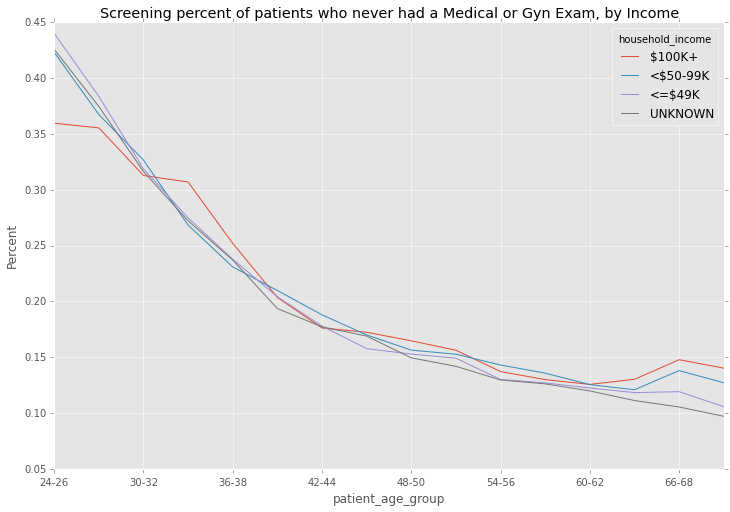 Screening percent of patients who never had a Medical or Gyn Exam, by Income
household_income
$100K+
<$50-99K
<=$49K
UNKNOWN
Percent
0.45
0.40
0.35
0.30
0.25
0.20
0.15
0.10
0.05
24-26 30-32 36-38 42-44 48-50 54-56 60-62 66-68
patient_age_group